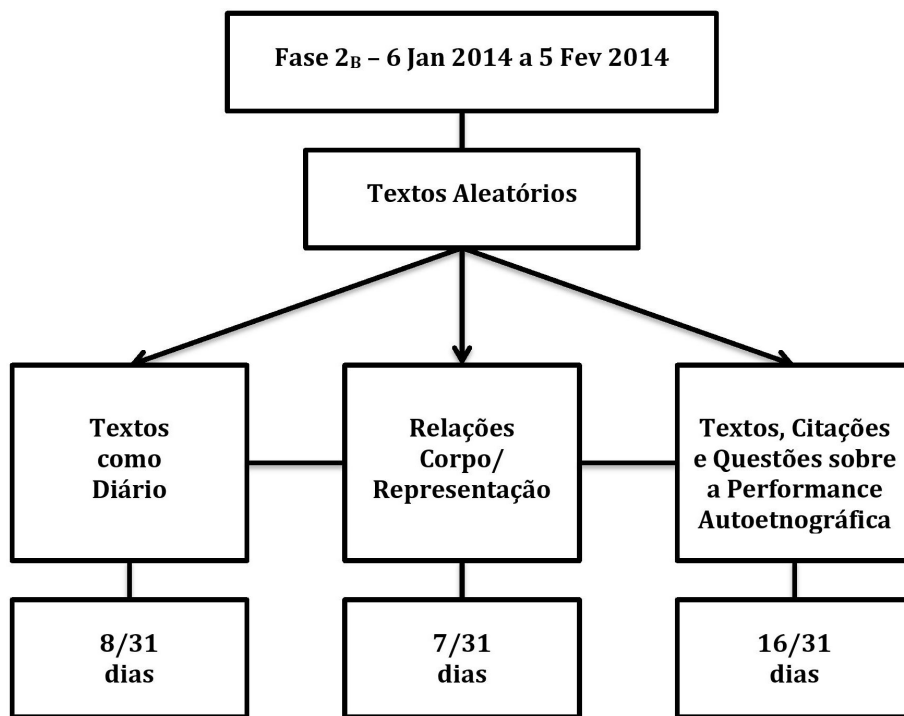 Fase 2B – 6 Jan 2014 a 5 Fev 2014
Textos Aleatórios
Textos
como
Diário
Relações
Corpo/
Representação
Textos, Citações
e Questões sobre
a Performance
Autoetnográfica
8/31
dias
7/31
dias
16/31
dias